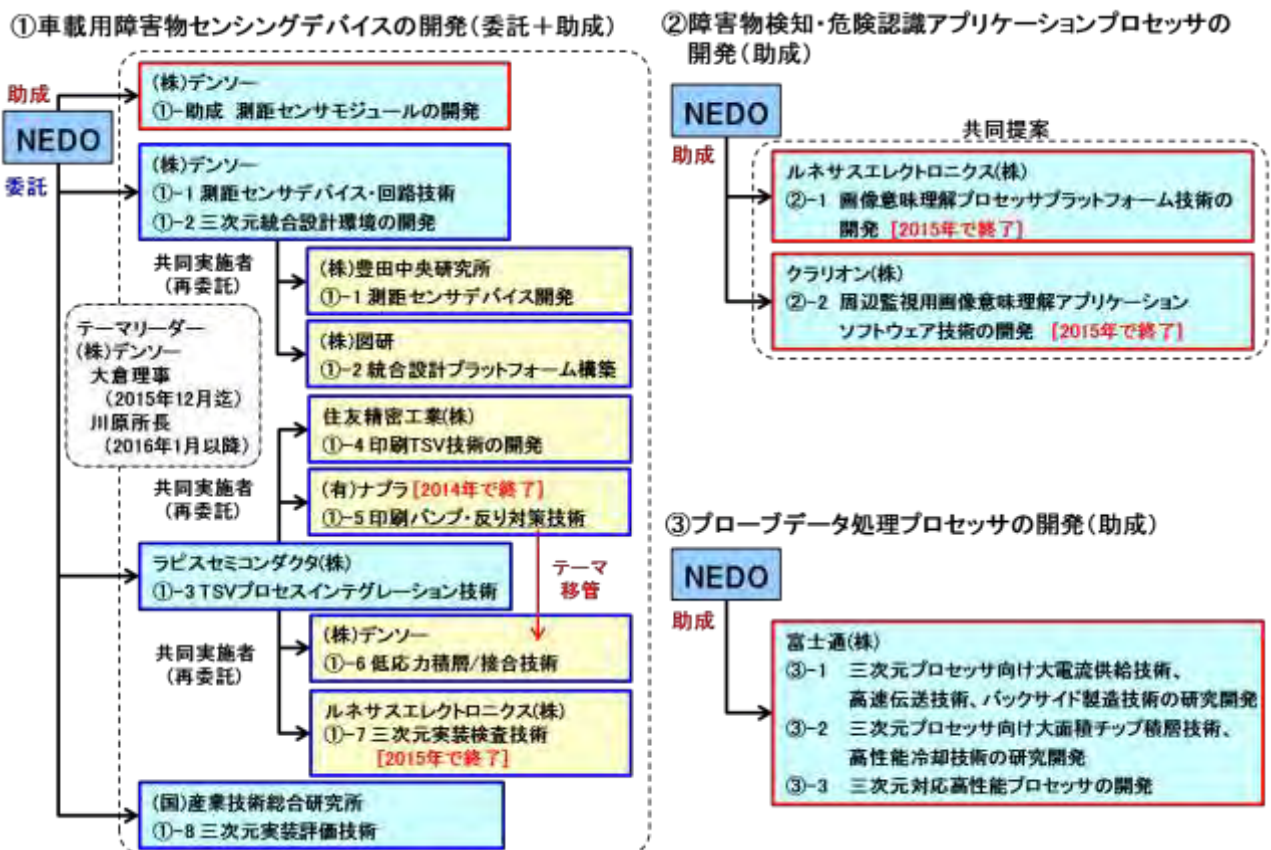 ①車載用障害物センシングデバイスの開発(委託+助成)
助成
NEDO
委託
(株)デンソー
①-助成 測距センサモジュールの開発
(株)デンソー
①-1 測距センサデバイス・回路技術
①-2 三次元統合設計環境の開発
共同実施者
(再委託)
(株)豊田中央研究所
①-1 測距センサデバイス開発
(株)図研
①-2 統合設計プラットフォーム構築
テーマリーダー
(株)デンソー
大倉理事
(2015年12月迄)
川原所長
(2016年1月以降)
住友精密工業(株)
①-4 印刷TSV技術の開発
共同実施者
(再委託)
(有)ナプラ[2014年で終了]
①-5 印刷バンプ・反り対策技術
ラピスセミコンダクタ(株)
①-3 TSVプロセスインテグレーション技術
テーマ
移管
共同実施者
(再委託)
(株)デンソー
①-6 低応力積層/接合技術
ルネサスエレクトロニクス(株)
①-7 三次元実装検査技術
[2015年で終了]
(国)産業技術総合研究所
①-8 三次元実装評価技術
②障害物検知・危険認識アプリケーションプロセッサの
開発(助成)
NEDO
助成
共同提案
ルネサスエレクトロニクス(株)
②-1 画像意味理解プロセッサプラットフォーム技術の
開発 [2015年で終了]
クラリオン(株)
②-2 周辺監視用画像意味理解アプリケーション
ソフトウェア技術の開発 [2015年で終了]
③プローブデータ処理プロセッサの開発(助成)
NEDO
助成
富士通(株)
③-1 三次元プロセッサ向け大電流供給技術、
高速伝送技術、バックサイド製造技術の研究開発
③-2 三次元プロセッサ向け大面積チップ積層技術、
高性能冷却技術の研究開発
③-3 三次元対応高性能プロセッサの開発